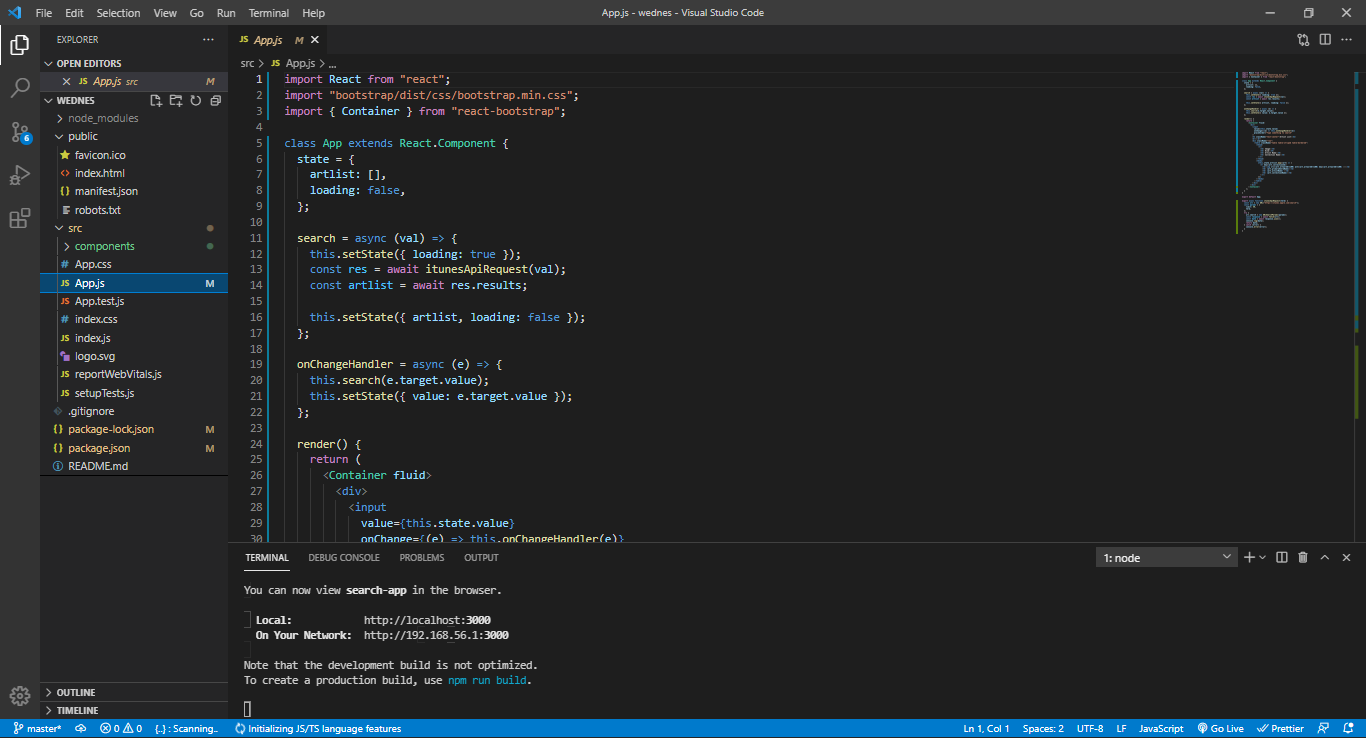 File Edit Selection View Go Run Terminal Help
App.js - wednes - Visual Studio Code
EXPLORER
OPEN EDITORS
JS App.js src M
WEDNES
node_modules
public
favicon.ico
<> index.html
{} manifest.json
robots.txt
src
components
# App.css
JS App.js M
JS App.test.js
# index.css
JS index.js
logo.svg
JS reportWebVitals.js
JS setupTests.js
.gitignore
{} package-lock.json M
{} package.json M
README.md
OUTLINE
TIMELINE
6
JS App.js M
src > JS App.js > ...
1 import React from "react";
2 import "bootstrap/dist/css/bootstrap.min.css";
3 import { Container } from "react-bootstrap";
4
5 class App extends React.Component {
6 state = {
7 artlist: [],
8 loading: false,
9 };
10
11 search = async (val) => {
12 this.setState({ loading: true });
13 const res = await itunesApiRequest(val);
14 const artlist = await res.results;
15
16 this.setState({ artlist, loading: false });
17 };
18
19 onChangeHandler = async (e) => {
20 this.search(e.target.value);
21 this.setState({ value: e.target.value });
22 };
23
24 render() {
25 return (
26 <Container fluid>
27 <div>
28 <input
29 value={this.state.value}
30 onChange={(e) => this.onChangeHandler(e)}
TERMINAL DEBUG CONSOLE PROBLEMS OUTPUT
1: node
You can now view search-app in the browser.
Local: http://localhost:3000
On Your Network: http://192.168.56.1:3000
Note that the development build is not optimized.
To create a production build, use npm run build.
master* 0 0 {..} : Scanning.. Initializing JS/TS language features
Ln 1, Col 1 Spaces: 2 UTF-8 LF JavaScript Go Live Prettier